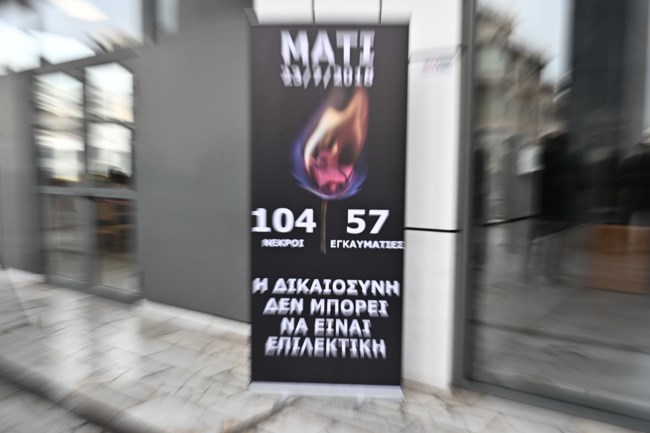 ΜΑΤΙ
23/7/2018
104 57
ΝΕΚΡΟΙ ΕΓΚΑΥΜΑΤΙΕΣ
Η ΔΙΚΑΙΟΣΥΝΗ
ΔΕΝ ΜΠΟΡΕΙ
ΝΑ ΕΙΝΑΙ
ΕΠΙΛΕΚΤΙΚΗ